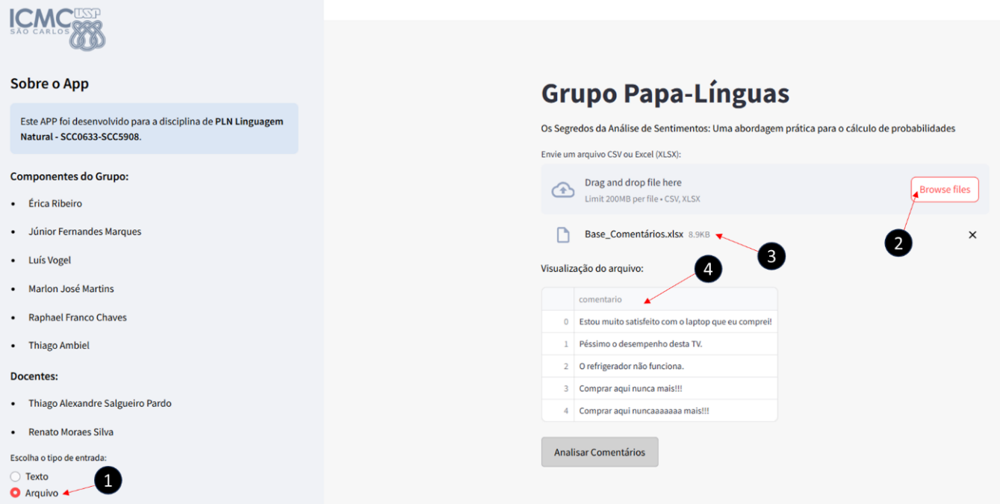 ICMC USP
SÃO CARLOS
Sobre o App
Este APP foi desenvolvido para a disciplina de PLN Linguagem
Natural - SCC0633-SCC5908.
Componentes do Grupo:
Érica Ribeiro
Júnior Fernandes Marques
Luís Vogel
Marlon José Martins
Raphael Franco Chaves
Thiago Ambiel
Docentes:
Thiago Alexandre Salgueiro Pardo
Renato Moraes Silva
Escolha o tipo de entrada:
Texto
Arquivo
1
Grupo Papa-Línguas
Os Segredos da Análise de Sentimentos: Uma abordagem prática para o cálculo de probabilidades
Envie um arquivo CSV ou Excel (XLSX):
Drag and drop file here
Limit 200MB per file • CSV, XLSX
Browse files
2
Base_Comentários.xlsx 8.9KB
3
Visualização do arquivo:
4
comentario
0 Estou muito satisfeito com o laptop que eu comprei!
1 Péssimo o desempenho desta TV.
2 O refrigerador não funciona.
3 Comprar aqui nunca mais!!!
4 Comprar aqui nuncaaaaaaa mais!!!
Analisar Comentários